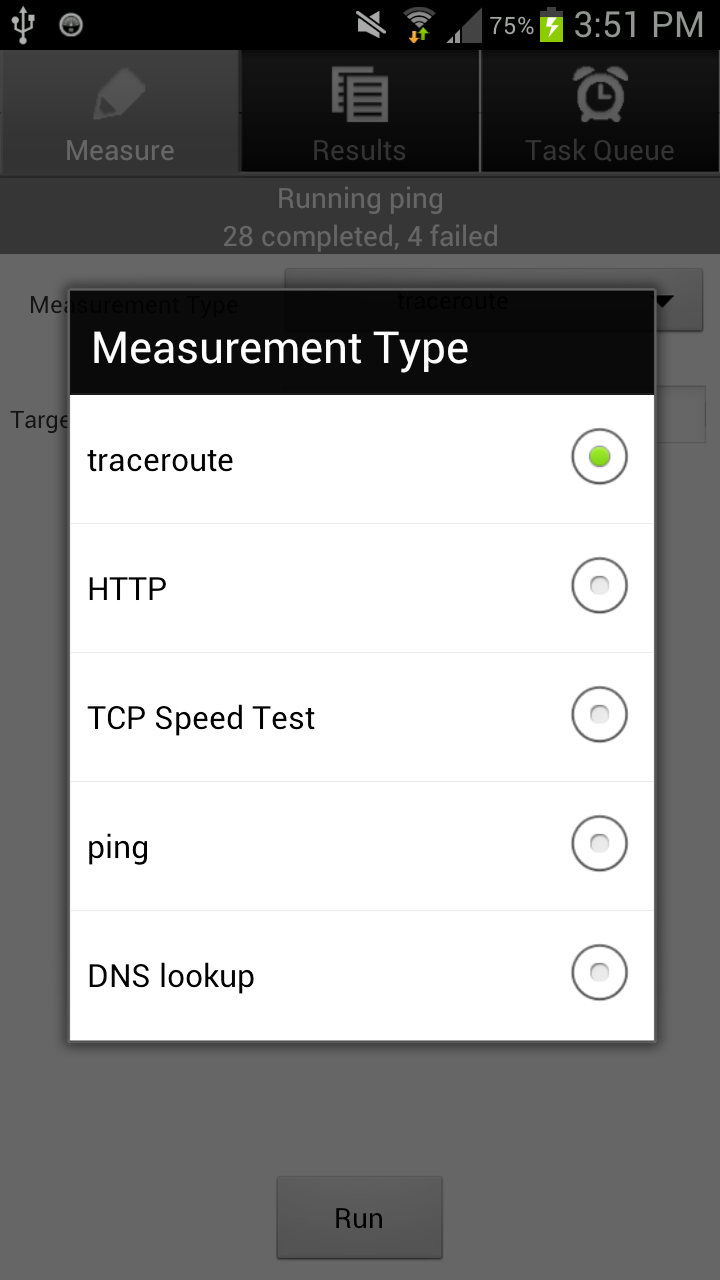 75% 3:51 PM
Measure Results Task Queue
Running ping
28 completed, 4 failed
Measurement Type traceroute
Measurement Type
Targe
traceroute
HTTP
TCP Speed Test
ping
DNS lookup
Run